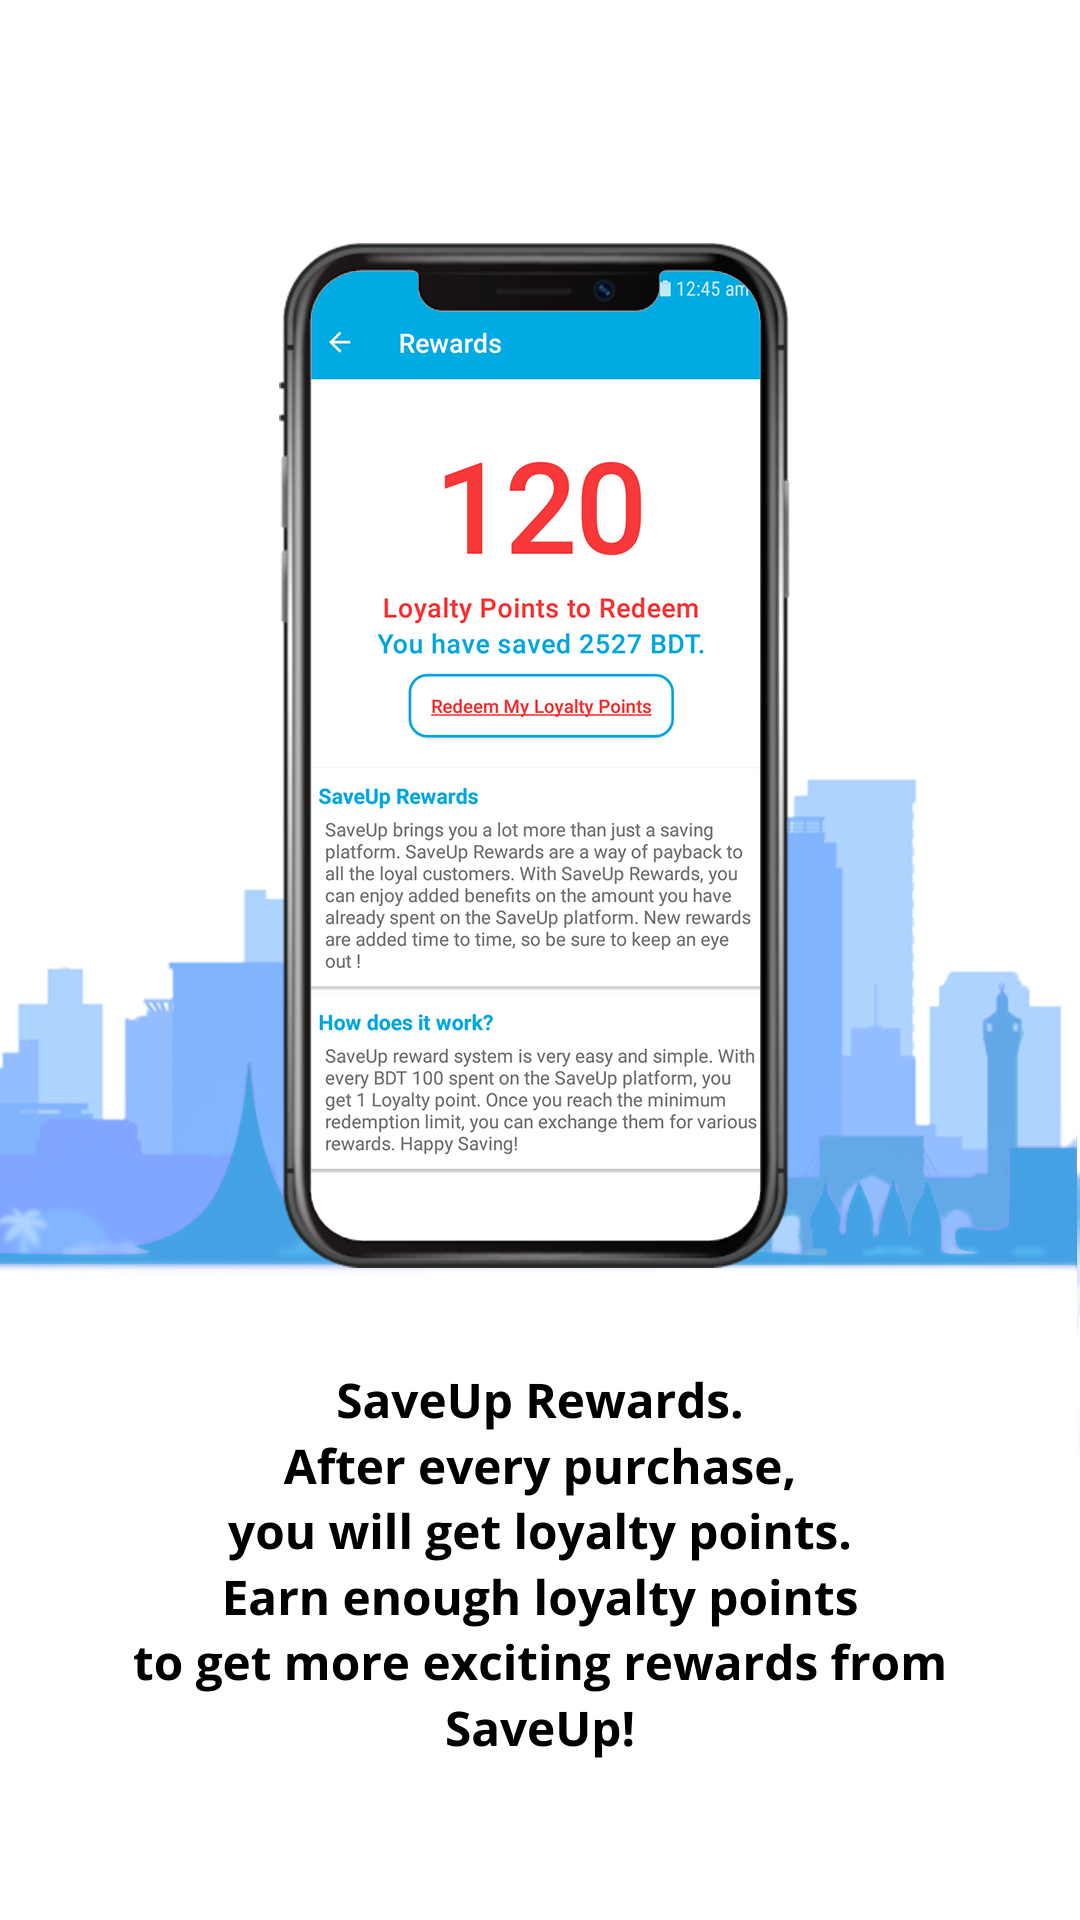 12:45 am
Rewards
120
Loyalty Points to Redeem
You have saved 2527 BDT.
Redeem My Loyalty Points
SaveUp Rewards
SaveUp brings you a lot more than just a saving
platform. SaveUp Rewards are a way of payback to
all the loyal customers. With SaveUp Rewards, you
can enjoy added benefits on the amount you have
already spent on the SaveUp platform. New rewards
are added time to time, so be sure to keep an eye
out !
How does it work?
SaveUp reward system is very easy and simple. With
every BDT 100 spent on the SaveUp platform, you
get 1 Loyalty point. Once you reach the minimum
redemption limit, you can exchange them for various
rewards. Happy Saving!
SaveUp Rewards.
After every purchase,
you will get loyalty points.
Earn enough loyalty points
to get more exciting rewards from
SaveUp!